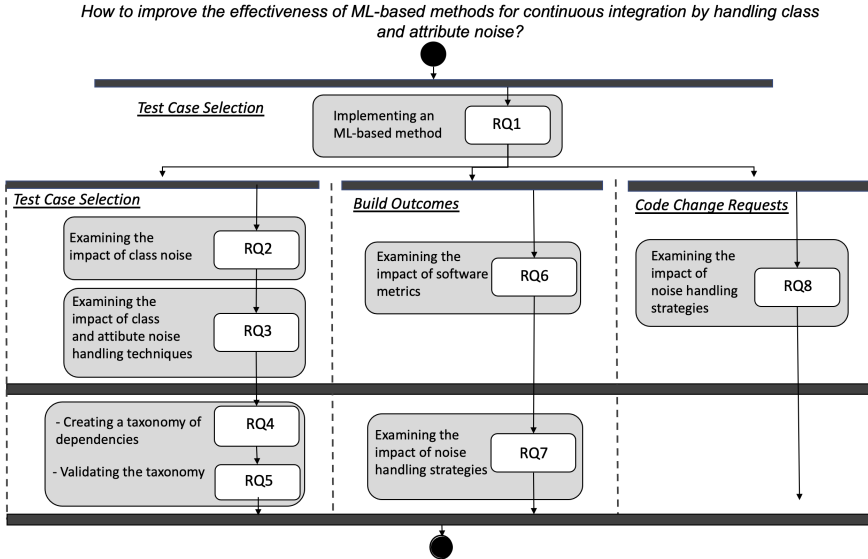 How to improve the effectiveness of ML-based methods for continuous integration by handling class
and attribute noise?
Test Case Selection
Implementing an
ML-based method
RQ1
Test Case Selection
Examining the
impact of class noise
RQ2
Examining the
impact of class
and attibute noise
handling techniques
RQ3
- Creating a taxonomy of
dependencies
- Validating the taxonomy
RQ4
RQ5
Build Outcomes
Examining the
impact of software
metrics
RQ6
Examining the
impact of noise
handling strategies
RQ7
Code Change Requests
Examining the
impact of
noise handling
strategies
RQ8